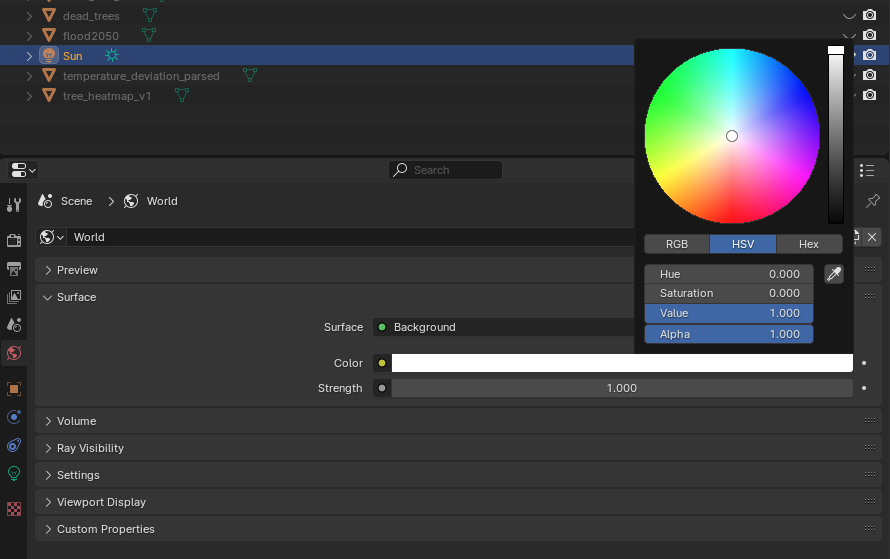 dead_trees
flood2050
Sun
temperature_deviation_parsed
tree_heatmap_v1
Search
Scene World
World
RGB HSV Hex
Hue 0.000
Saturation 0.000
Value 1.000
Alpha 1.000
Preview
Surface
Surface Background
Color
Strength 1.000
Volume
Ray Visibility
Settings
Viewport Display
Custom Properties